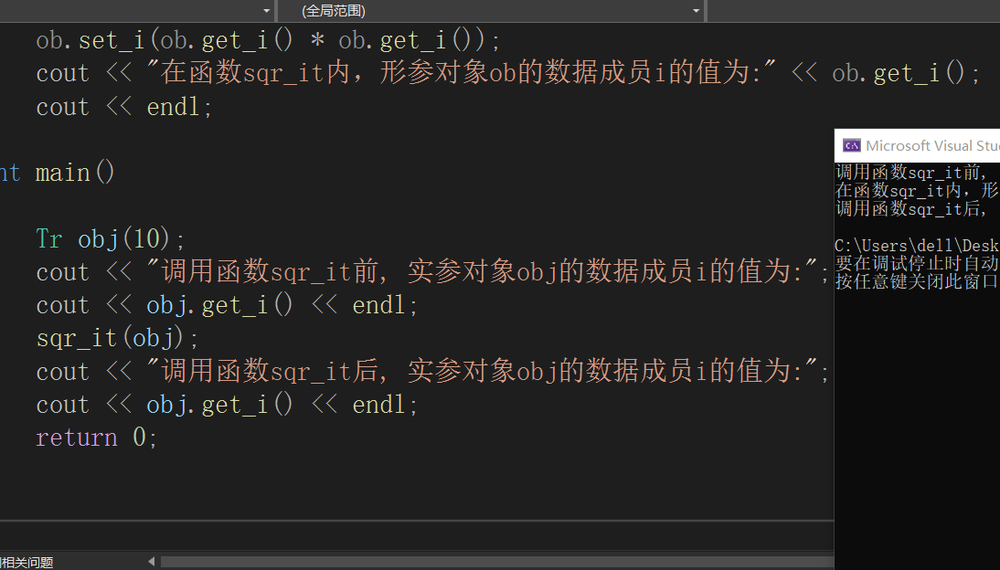 (全局范围)
ob.set_i(ob.get_i() * ob.get_i());
cout << "在函数sqr_it内，形参对象ob的数据成员i的值为:" << ob.get_i();
cout << endl;
nt main()
Tr obj(10);
cout << "调用函数sqr_it前, 实参对象obj的数据成员i的值为:";
cout << obj.get_i() << endl;
sqr_it(obj);
cout << "调用函数sqr_it后, 实参对象obj的数据成员i的值为:";
cout << obj.get_i() << endl;
return 0;
相关问题
C:\ Microsoft Visual Stu
调用函数sqr_it前,
在函数sqr_it内，形
调用函数sqr_it后,
C:\Users\dell\Desk
要在调试停止时自动
按任意键关闭此窗口